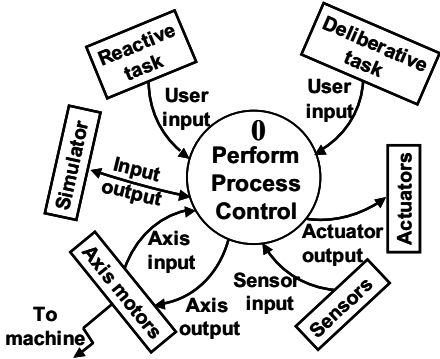 Reactive
task
Deliberative
task
User
input
User
input
0
Perform
Process
Control
Simulator
Input
output
Actuators
Actuator
output
Axis
input
Sensor
input
Axis motors
Axis
output
Sensors
To
machine